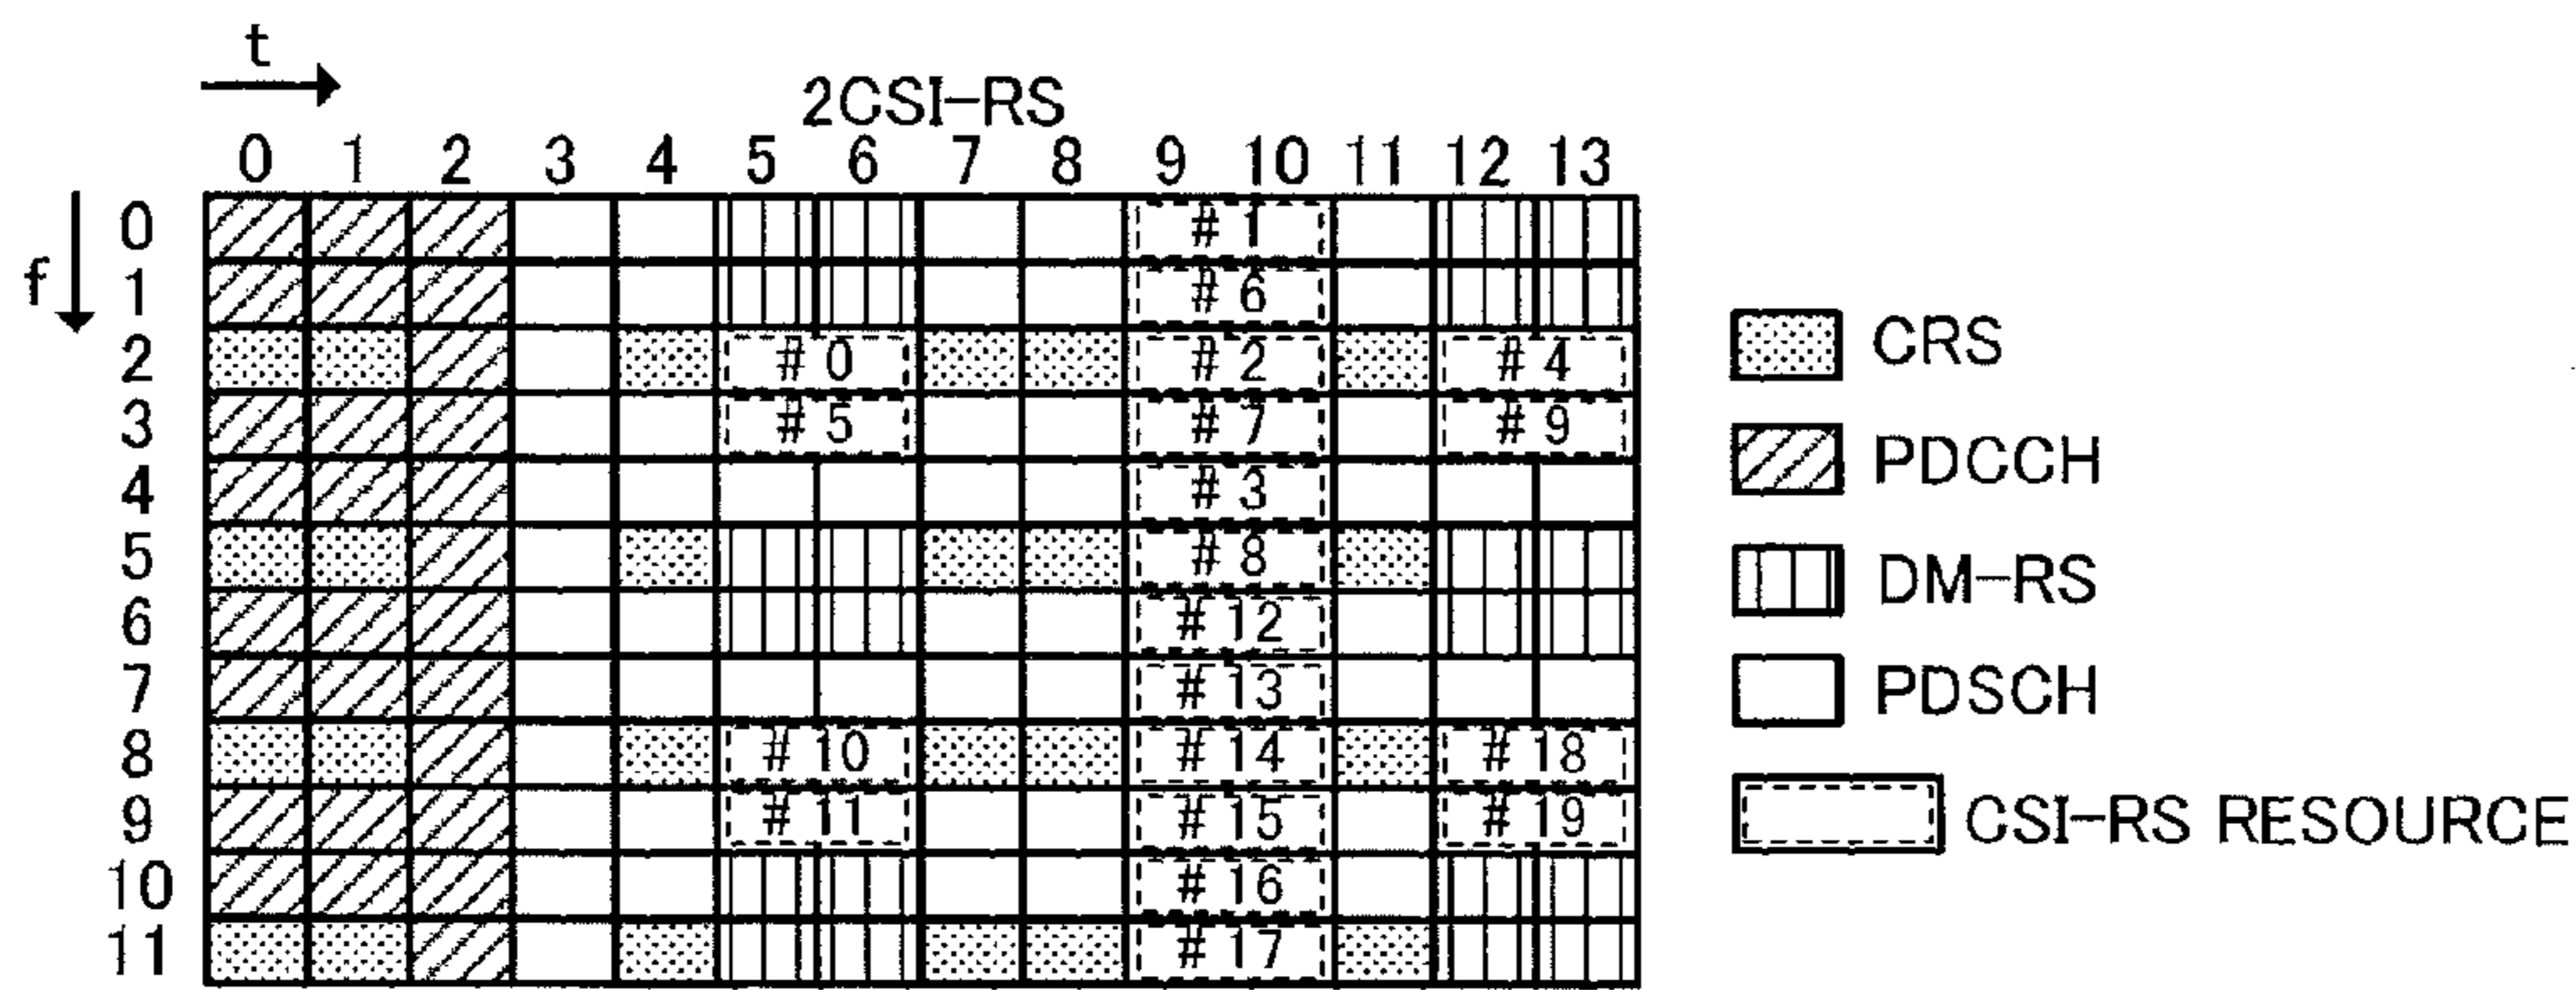 t
2CSI-RS
0 1 2 3 4 5 6 7 8 9 10 11 12 13
f
0 #1
1 #6
2 #0 #2 #4
3 #5 #7 #9
4 #3
5 #8
6 #12
7 #13
8 #10 #14 #18
9 #11 #15 #19
10 #16
11 #17
CRS
PDCCH
DM-RS
PDSCH
CSI-RS RESOURCE